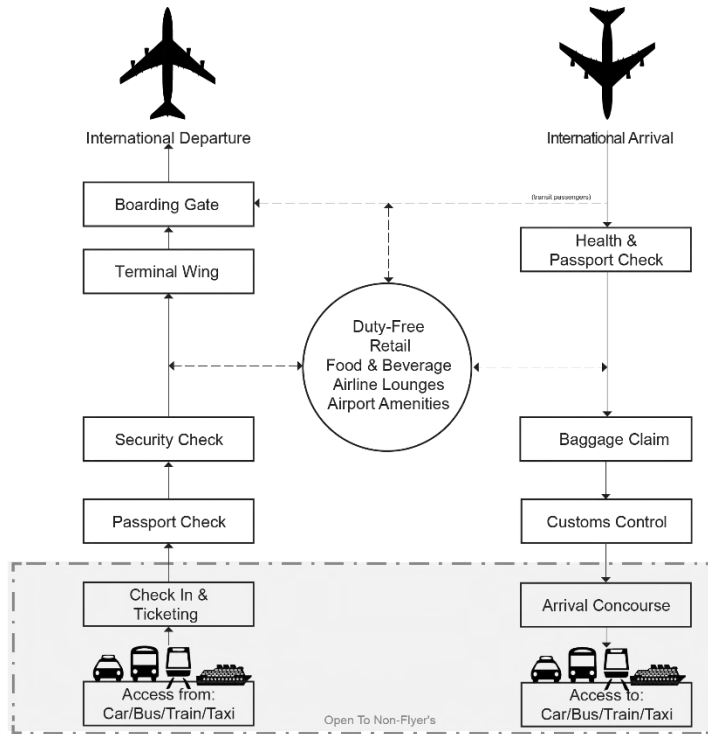 International Departure
International Arrival
Boarding Gate
(transit passengers)
Health &
Passport Check
Terminal Wing
Duty-Free
Retail
Food & Beverage
Airline Lounges
Airport Amenities
Security Check
Baggage Claim
Passport Check
Customs Control
Check In &
Ticketing
Arrival Concourse
Access from:
Car/Bus/Train/Taxi
Access to:
Car/Bus/Train/Taxi
Open To Non-Flyer's